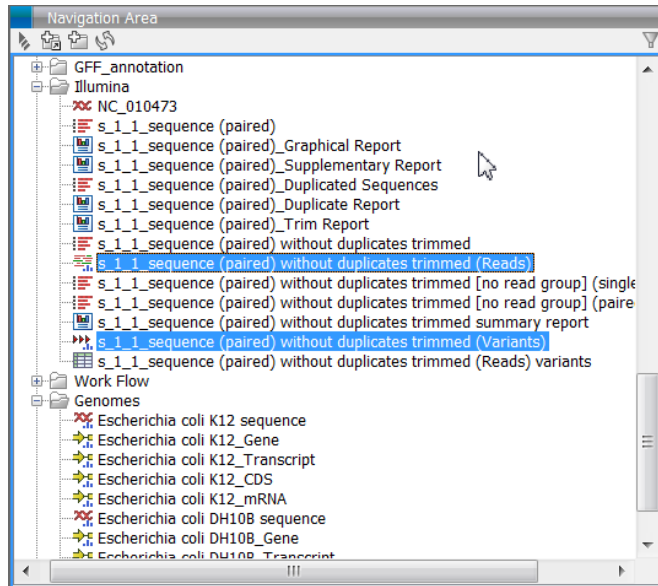 Navigation Area
GFF_annotation
Illumina
NC_010473
s_1_1_sequence (paired)
s_1_1_sequence (paired)_Graphical Report
s_1_1_sequence (paired)_Supplementary Report
s_1_1_sequence (paired)_Duplicated Sequences
s_1_1_sequence (paired)_Duplicate Report
s_1_1_sequence (paired)_Trim Report
s_1_1_sequence (paired) without duplicates trimmed
s_1_1_sequence (paired) without duplicates trimmed (Reads)
s_1_1_sequence (paired) without duplicates trimmed [no read group] (single
s_1_1_sequence (paired) without duplicates trimmed [no read group] (paire
s_1_1_sequence (paired) without duplicates trimmed summary report
s_1_1_sequence (paired) without duplicates trimmed (Variants)
s_1_1_sequence (paired) without duplicates trimmed (Reads) variants
Work Flow
Genomes
Escherichia coli K12 sequence
Escherichia coli K12_Gene
Escherichia coli K12_Transcript
Escherichia coli K12_CDS
Escherichia coli K12_mRNA
Escherichia coli DH10B sequence
Escherichia coli DH10B_Gene
Escherichia coli DH10B_Transcript